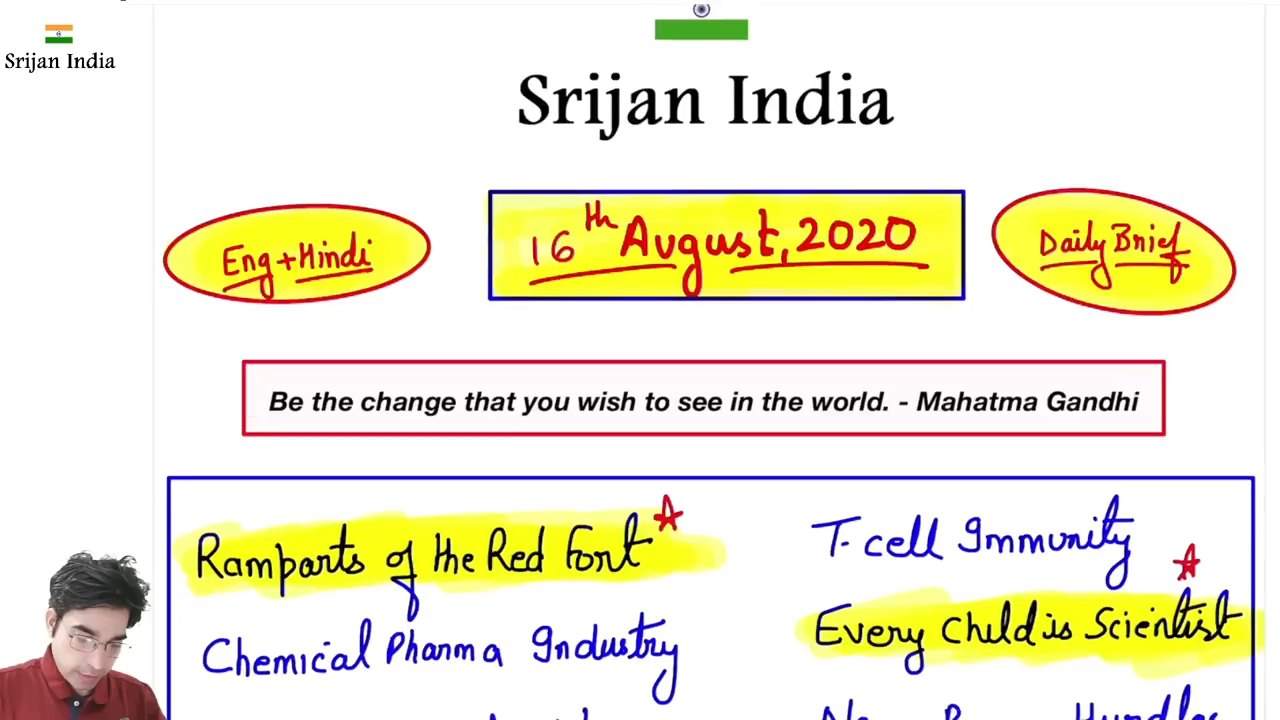 Srijan India
Srijan India
Eng + Hindi
16th August, 2020
Daily Brief
Be the change that you wish to see in the world. - Mahatma Gandhi
Ramparts of the Red Fort
T-cell Immunity
Chemical Pharma Industry
Every Child is Scientist